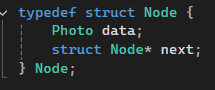 typedef struct Node {
    Photo data;
    struct Node* next;
} Node;